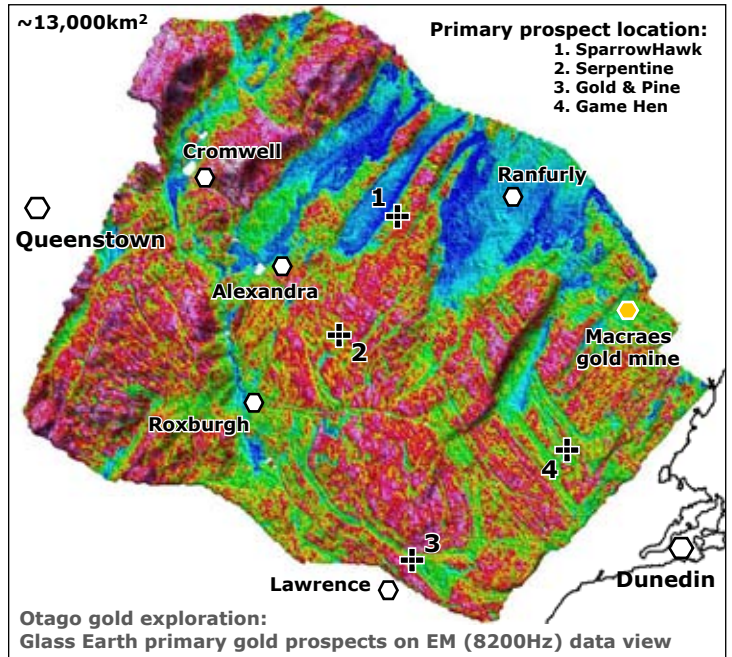 ~13,000km²
Primary prospect location:
1. SparrowHawk
2. Serpentine
3. Gold & Pine
4. Game Hen
Cromwell
Ranfurly
1
Queenstown
Alexandra
2
Macraes
gold mine
Roxburgh
4
3
Lawrence
Dunedin
Otago gold exploration:
Glass Earth primary gold prospects on EM (8200Hz) data view